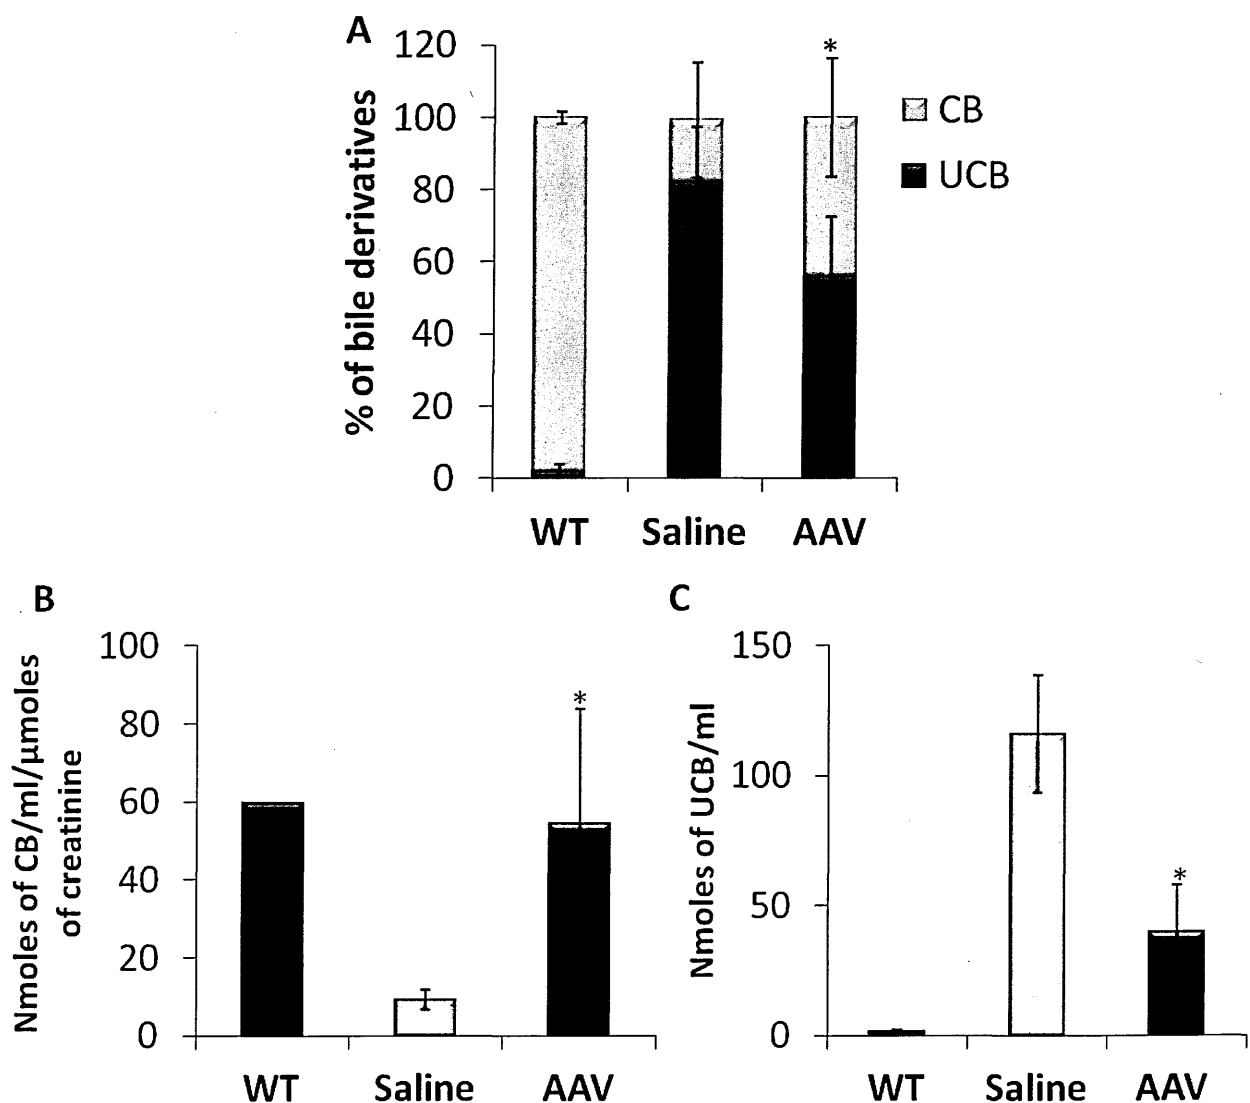 A
% of bile derivatives
120
100
80
60
40
20
0
*
CB
UCB
WT Saline AAV
B
Nmoles of CB/ml/μmoles
of creatinine
100
80
60
40
20
0
*
WT Saline AAV
C
Nmoles of UCB/ml
150
100
50
0
*
WT Saline AAV